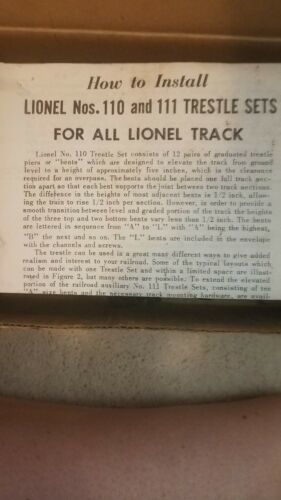 How to Install
LIONEL Nos. 110 and 111 TRESTLE SETS
FOR ALL LIONEL TRACK
Lionel No. 110 Trestle Set consists of 12 pairs of graduated trestle
piers or "bents" which are designed to elevate the track from ground
level to a height of approximately five inches, which is the clearance
required for an overpass. The bents should be placed one full track sec-
tion apart so that each bent supports the joint between two track sections.
The difference in the heights of most adjacent bents is 1/2 inch, allow-
ing the train to rise 1/2 inch per section. However, in order to provide a
smooth transition between level and graded portion of the track the heights
of the three top and two bottom bents vary less than 1/2 inch. The bents
are lettered in sequence from "A" to "L" with "A" being the highest,
"B" the next and so on. The "L" bents are included in the envelope
with the channels and screws.
The trestle can be used in a great many different ways to give added
realism and interest to your railroad. Some of the typical layouts which
can be made with one Trestle Set and within a limited space are illust-
rated in Figure 2, but many others are possible. To extend the elevated
portion of the railroad auxiliary No. 111 Trestle Sets, consisting of ten
"A" size bents and the necessary track mounting hardware, are avail-